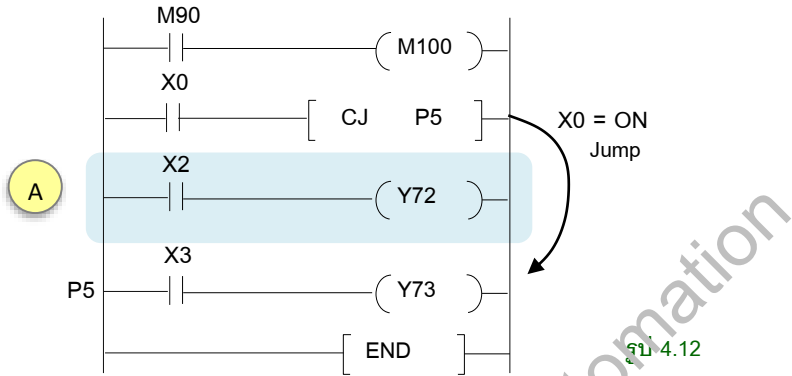 M90
M100
X0
CJ P5
X0 = ON
Jump
A
X2
Y72
X3
P5
Y73
END
รูป 4.12